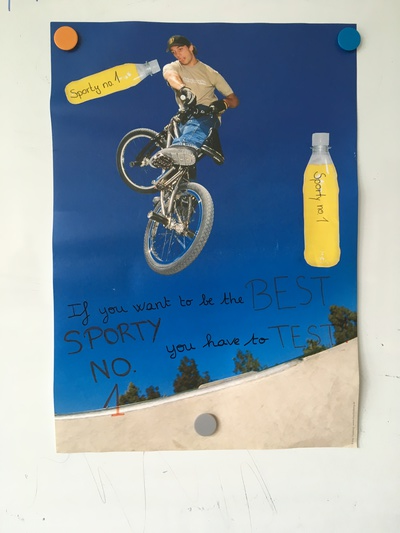 Sporty no 1
Sporty no 1
If you want to be the BEST
SPORTY
you have to TEST
NO.
1